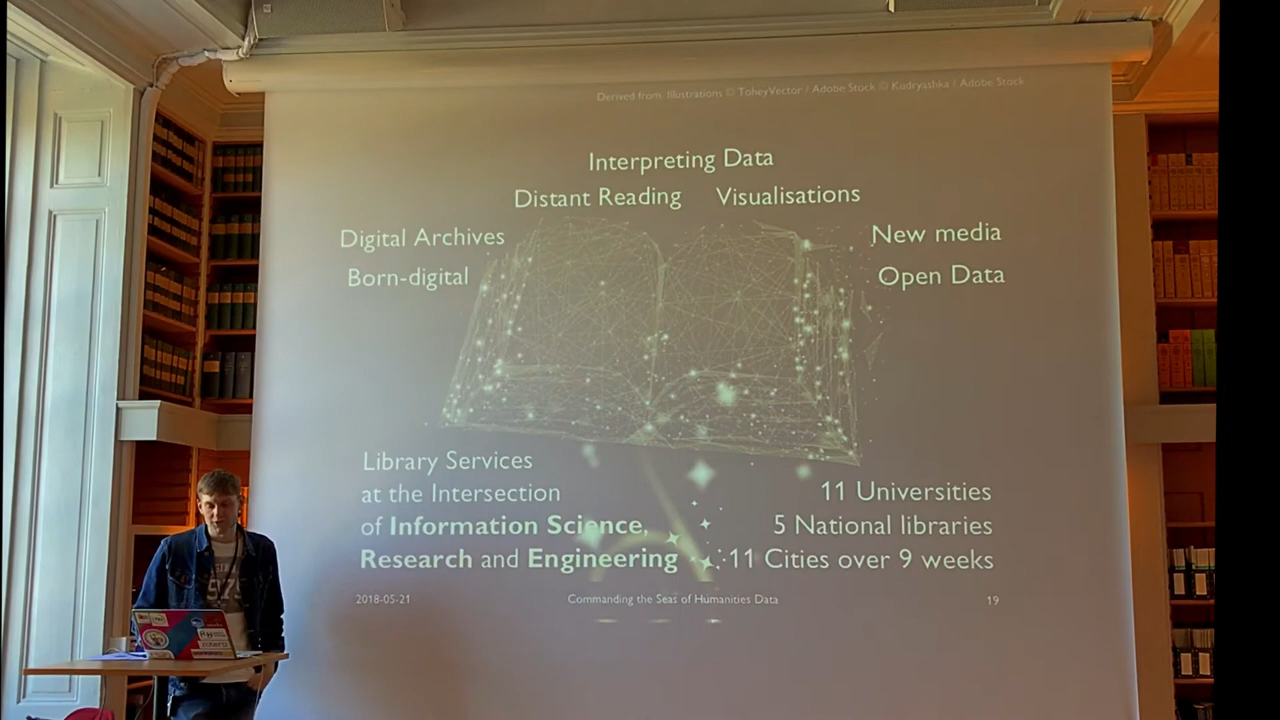 Derived from: Illustrations © ToheyVector / Adobe Stock © Kudryashka / Adobe Stock
Interpreting Data
Distant Reading Visualisations
Digital Archives
New media
Born-digital
Open Data
Library Services
at the Intersection
of Information Science,
Research and Engineering
11 Universities
5 National libraries
11 Cities over 9 weeks
2018-05-21
Commanding the Seas of Humanities Data
19